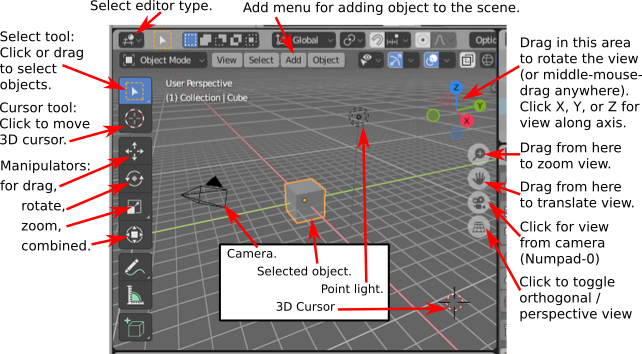 Select editor type.
Add menu for adding object to the scene.
Global
Optic
Object Mode
View
Select
Add
Object
User Perspective
(1) Collection | Cube
Select tool:
Click or drag
to select
objects.
Cursor tool:
Click to move
3D cursor.
Manipulators:
for drag,
rotate,
zoom,
combined.
Z
Y
X
Drag in this area
to rotate the view
(or middle-mouse-
drag anywhere).
Click X, Y, or Z for
view along axis.
Drag from here
to zoom view.
Drag from here
to translate view.
Click for view
from camera
(Numpad-0)
Click to toggle
orthogonal /
perspective view
Camera.
Selected object.
Point light.
3D Cursor